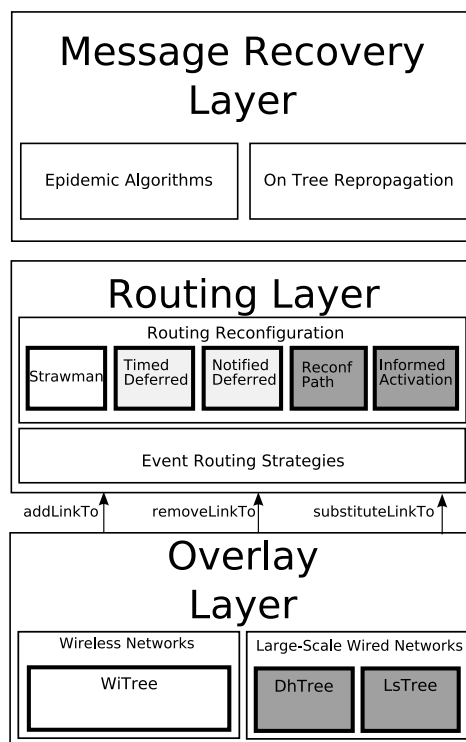 Message Recovery
Layer
Epidemic Algorithms
On Tree Repropagation
Routing Layer
Routing Reconfiguration
Strawman
Timed
Deferred
Notified
Deferred
Reconf
Path
Informed
Activation
Event Routing Strategies
addLinkTo
removeLinkTo
substituteLinkTo
Overlay
Layer
Wireless Networks
WiTree
Large-Scale Wired Networks
DhTree
LsTree